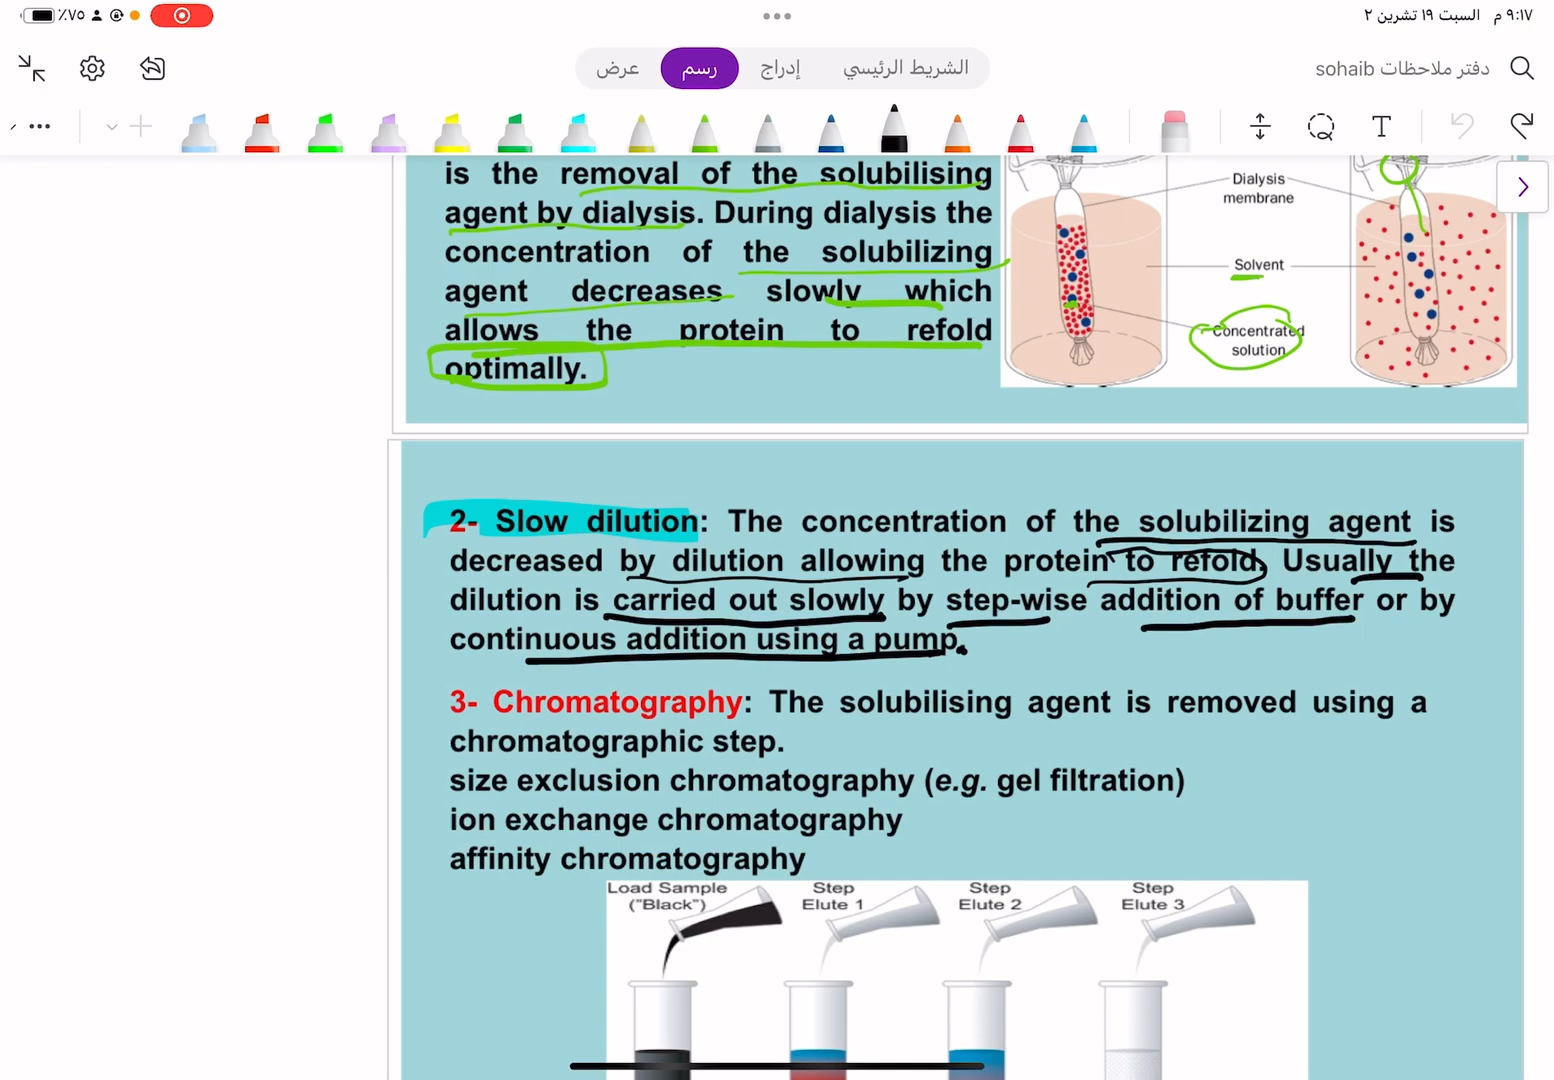 ٪٧٥
٩:١٧ م السبت ١٩ تشرين ٢
عرض
رسم
إدراج
الشريط الرئيسي
دفتر ملاحظات sohaib
T
is the removal of the solubilising
agent by dialysis. During dialysis the
concentration of the solubilizing
agent decreases slowly which
allows the protein to refold
optimally.
Dialysis
membrane
Solvent
Concentrated
solution
2- Slow dilution: The concentration of the solubilizing agent is
decreased by dilution allowing the protein to refold. Usually the
dilution is carried out slowly by step-wise addition of buffer or by
continuous addition using a pump.
3- Chromatography: The solubilising agent is removed using a
chromatographic step.
size exclusion chromatography (e.g. gel filtration)
ion exchange chromatography
affinity chromatography
Load Sample
("Black")
Step
Elute 1
Step
Elute 2
Step
Elute 3